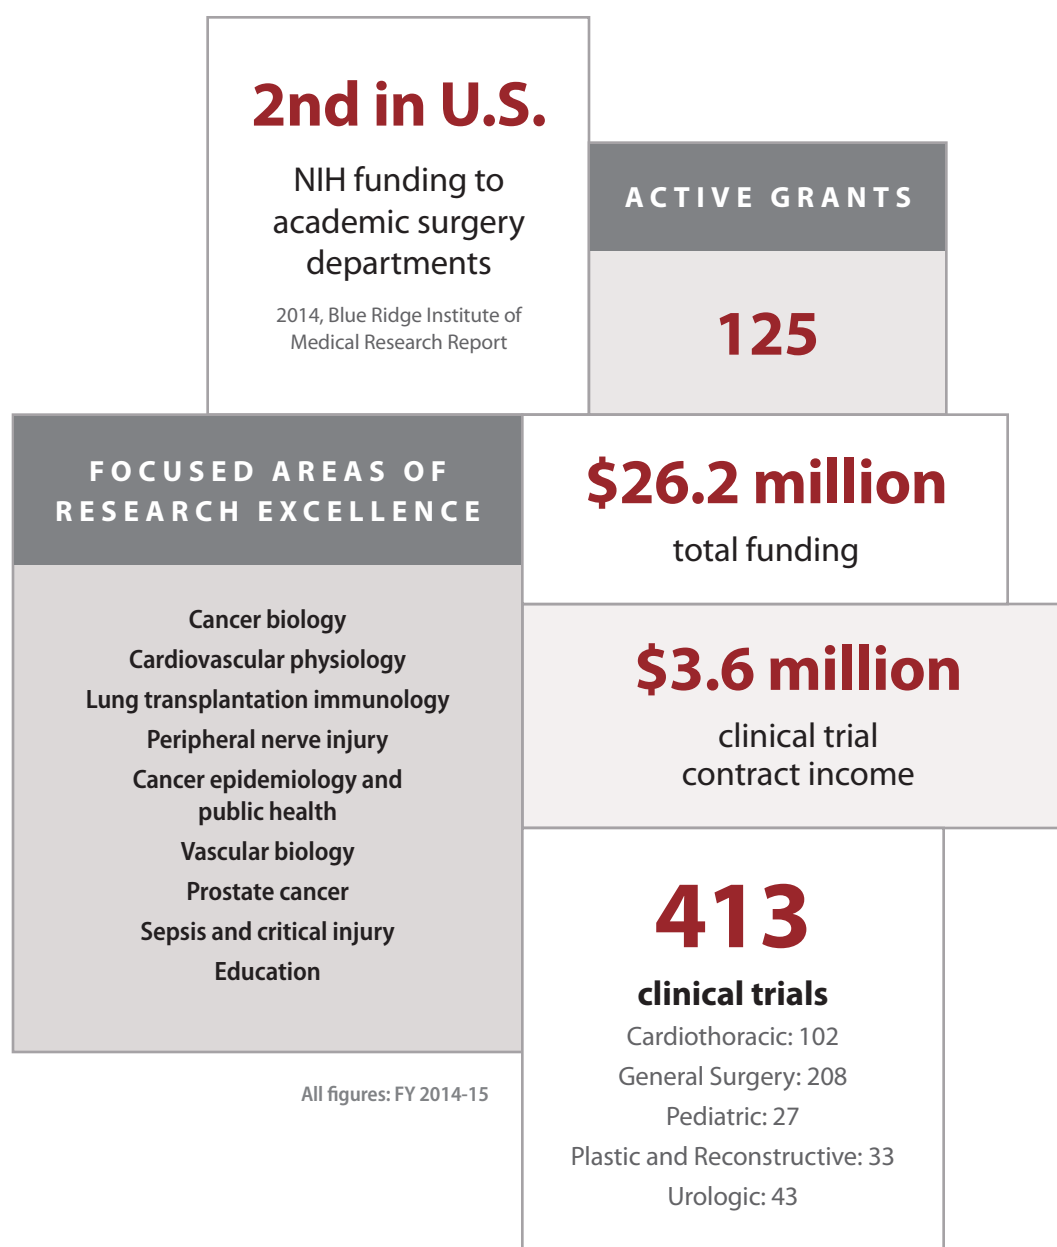 2nd in U.S.
NIH funding to
academic surgery
departments
2014, Blue Ridge Institute of
Medical Research Report
ACTIVE GRANTS
125
FOCUSED AREAS OF
RESEARCH EXCELLENCE
Cancer biology
Cardiovascular physiology
Lung transplantation immunology
Peripheral nerve injury
Cancer epidemiology and
public health
Vascular biology
Prostate cancer
Sepsis and critical injury
Education
All figures: FY 2014-15
$26.2 million
total funding
$3.6 million
clinical trial
contract income
413
clinical trials
Cardiothoracic: 102
General Surgery: 208
Pediatric: 27
Plastic and Reconstructive: 33
Urologic: 43